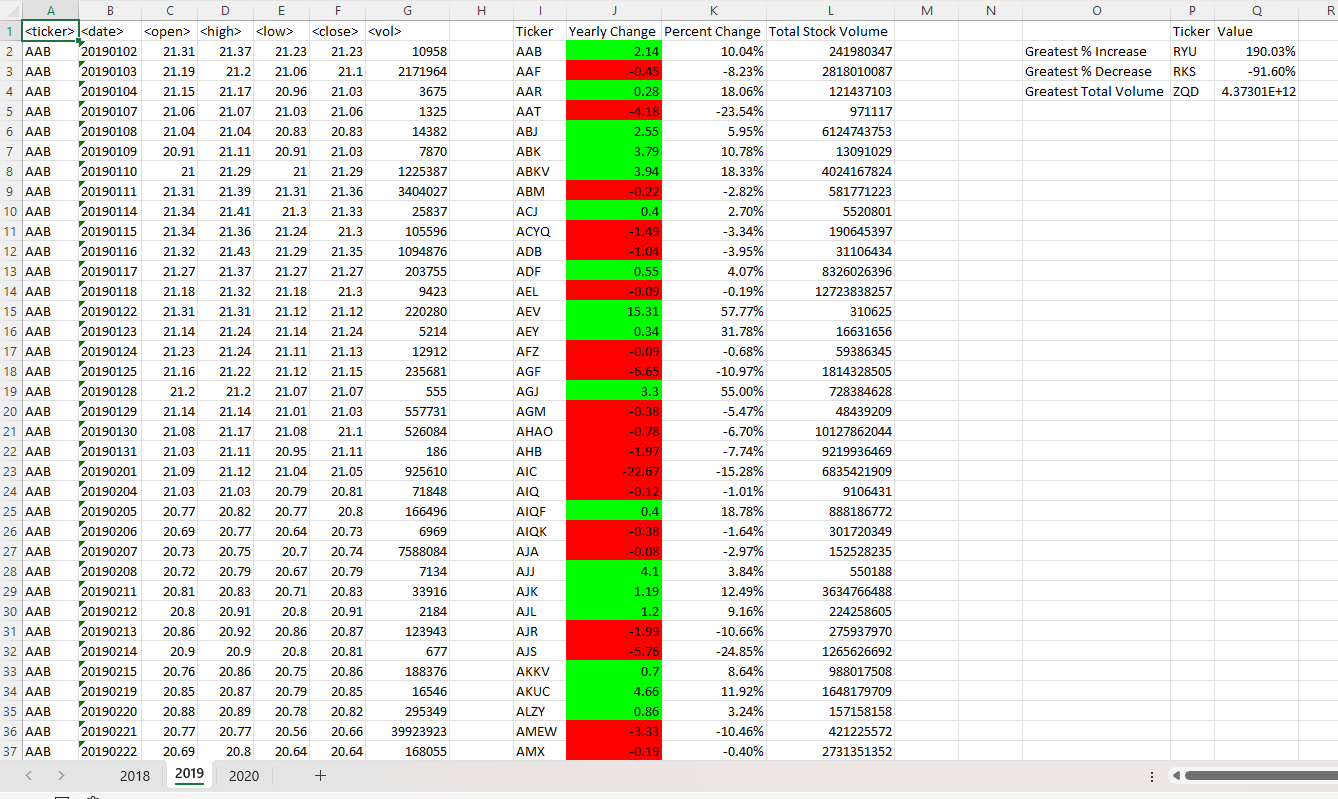 A B C D E F G H I J K L M N O P Q R
1 <ticker> <date> <open> <high> <low> <close> <vol> Ticker Yearly Change Percent Change Total Stock Volume Ticker Value
2 AAB 20190102 21.31 21.37 21.23 21.23 10958 AAB 2.14 10.04% 241980347 Greatest % Increase RYU 190.03%
3 AAB 20190103 21.19 21.2 21.06 21.1 2171964 AAF -0.45 -8.23% 2818010087 Greatest % Decrease RKS -91.60%
4 AAB 20190104 21.15 21.17 20.96 21.03 3675 AAR 0.28 18.06% 121437103 Greatest Total Volume ZQD 4.37301E+12
5 AAB 20190107 21.06 21.07 21.03 21.06 1325 AAT -4.18 -23.54% 971117
6 AAB 20190108 21.04 21.04 20.83 20.83 14382 ABJ 2.55 5.95% 6124743753
7 AAB 20190109 20.91 21.11 20.91 21.03 7870 ABK 3.79 10.78% 13091029
8 AAB 20190110 21 21.29 21 21.29 1225387 ABKV 3.94 18.33% 4024167824
9 AAB 20190111 21.31 21.39 21.31 21.36 3404027 ABM -0.22 -2.82% 581771223
10 AAB 20190114 21.34 21.41 21.3 21.33 25837 ACJ 0.4 2.70% 5520801
11 AAB 20190115 21.34 21.36 21.24 21.3 105596 ACYQ -1.49 -3.34% 190645397
12 AAB 20190116 21.32 21.43 21.29 21.35 1094876 ADB -1.04 -3.95% 31106434
13 AAB 20190117 21.27 21.37 21.27 21.27 203755 ADF 0.55 4.07% 8326026396
14 AAB 20190118 21.18 21.32 21.18 21.3 9423 AEL -0.09 -0.19% 12723838257
15 AAB 20190122 21.31 21.31 21.12 21.12 220280 AEV 15.31 57.77% 310625
16 AAB 20190123 21.14 21.24 21.14 21.24 5214 AEY 0.34 31.78% 16631656
17 AAB 20190124 21.23 21.24 21.11 21.13 12912 AFZ -0.09 -0.68% 59386345
18 AAB 20190125 21.16 21.22 21.12 21.15 235681 AGF -6.65 -10.97% 1814328505
19 AAB 20190128 21.2 21.2 21.07 21.07 555 AGJ 3.3 55.00% 728384628
20 AAB 20190129 21.14 21.14 21.01 21.03 557731 AGM -0.38 -5.47% 48439209
21 AAB 20190130 21.08 21.17 21.08 21.1 526084 AHAO -0.78 -6.70% 10127862044
22 AAB 20190131 21.03 21.11 20.95 21.11 186 AHB -1.97 -7.74% 9219936469
23 AAB 20190201 21.09 21.12 21.04 21.05 925610 AIC -22.67 -15.28% 6835421909
24 AAB 20190204 21.03 21.03 20.79 20.81 71848 AIQ -0.12 -1.01% 9106431
25 AAB 20190205 20.77 20.82 20.77 20.8 166496 AIQF 0.4 18.78% 888186772
26 AAB 20190206 20.69 20.77 20.64 20.73 6969 AIQK -0.38 -1.64% 301720349
27 AAB 20190207 20.73 20.75 20.7 20.74 7588084 AJA -0.08 -2.97% 152528235
28 AAB 20190208 20.72 20.79 20.67 20.79 7134 AJJ 4.1 3.84% 550188
29 AAB 20190211 20.81 20.83 20.71 20.83 33916 AJK 1.19 12.49% 3634766488
30 AAB 20190212 20.8 20.91 20.8 20.91 2184 AJL 1.2 9.16% 224258605
31 AAB 20190213 20.86 20.92 20.86 20.87 123943 AJR -1.99 -10.66% 275937970
32 AAB 20190214 20.9 20.9 20.8 20.81 677 AJS -5.76 -24.85% 1265626692
33 AAB 20190215 20.76 20.86 20.75 20.86 188376 AKKV 0.7 8.64% 988017508
34 AAB 20190219 20.85 20.87 20.79 20.85 16546 AKUC 4.66 11.92% 1648179709
35 AAB 20190220 20.88 20.89 20.78 20.82 295349 ALZY 0.86 3.24% 157158158
36 AAB 20190221 20.77 20.77 20.56 20.66 39923923 AMEW -3.33 -10.46% 421225572
37 AAB 20190222 20.69 20.8 20.64 20.64 168055 AMX -0.19 -0.40% 2731351352
2018 2019 2020